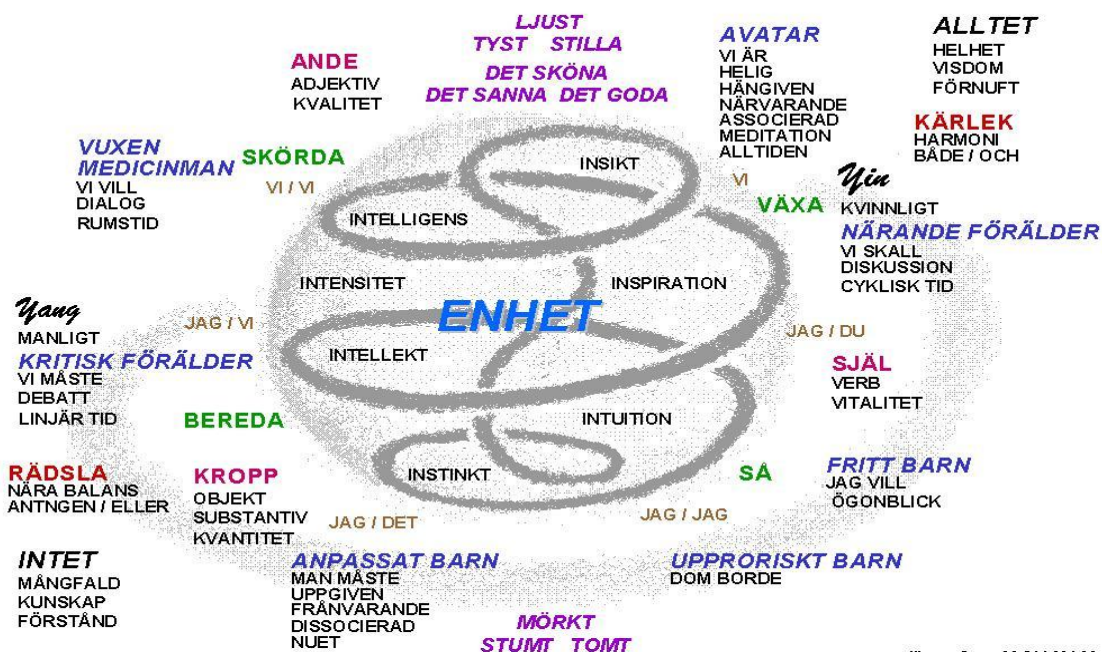 LJUST
TYST STILLA
DET SKÖNA
DET SANNA DET GODA
ANDE
ADJEKTIV
KVALITET
AVATAR
VI ÄR
HELIG
HÄNGIVEN
NÄRVARANDE
ASSOCIERAD
MEDITATION
ALLTIDEN
ALLTET
HELHET
VISDOM
FÖRNUFT
KÄRLEK
HARMONI
BÅDE / OCH
VUXEN
MEDICINMAN
VI VILL
DIALOG
RUMSTID
SKÖRDA
VI / VI
INSIKT
VI
VÄXA
Yin
KVINNLIGT
NÄRANDE FÖRÄLDER
VI SKALL
DISKUSSION
CYKLISK TID
INTELLIGENS
INTENSITET
INSPIRATION
ENHET
Yang
MANLIGT
KRITISK FÖRÄLDER
VI MÅSTE
DEBATT
LINJÄR TID
JAG / VI
JAG / DU
INTELLEKT
SJÄL
VERB
VITALITET
BEREDA
INTUITION
RÄDSLA
NÄRA BALANS
ANTNGEN / ELLER
KROPP
OBJEKT
SUBSTANTIV
KVANTITET
INSTINKT
SÅ
FRITT BARN
JAG VILL
ÖGONBLICK
JAG / DET
JAG / JAG
INTET
MÅNGFALD
KUNSKAP
FÖRSTÅND
ANPASSAT BARN
MAN MÅSTE
UPPGIVEN
FRÅNVARANDE
DISSOCIERAD
NUET
UPPRORISKT BARN
DOM BORDE
MÖRKT
STUMT TOMT